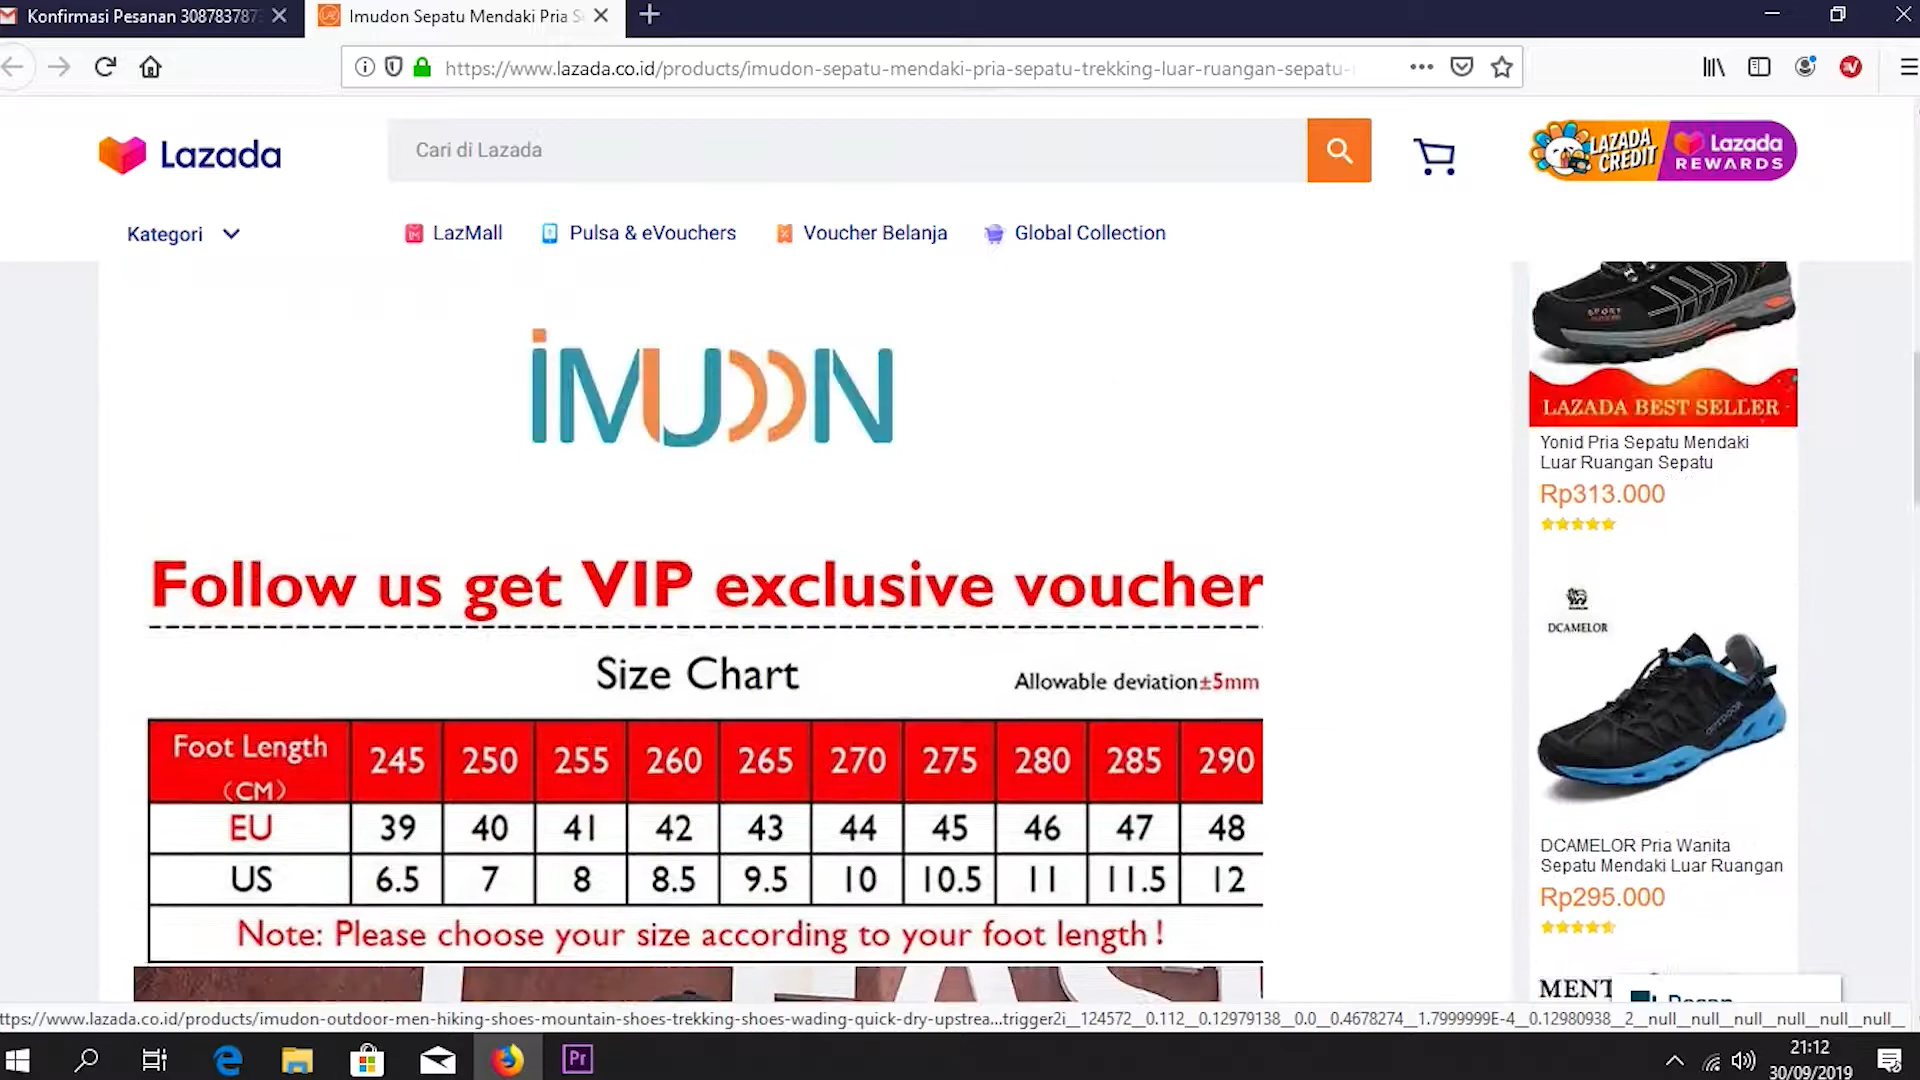 Konfirmasi Pesanan 308783787
Imudon Sepatu Mendaki Pria S
https://www.lazada.co.id/products/imudon-sepatu-mendaki-pria-sepatu-trekking-luar-ruangan-sepatu-
Lazada
Cari di Lazada
LAZADA CREDIT
Lazada REWARDS
Kategori
LazMall
Pulsa & eVouchers
Voucher Belanja
Global Collection
iMUDON
Follow us get VIP exclusive voucher
Size Chart
Allowable deviation±5mm
Foot Length (CM) 245 250 255 260 265 270 275 280 285 290
EU 39 40 41 42 43 44 45 46 47 48
US 6.5 7 8 8.5 9.5 10 10.5 11 11.5 12
Note: Please choose your size according to your foot length !
SPORT
LAZADA BEST SELLER
Yonid Pria Sepatu Mendaki
Luar Ruangan Sepatu
Rp313.000
DCAMELOR
OUTDOOR
DCAMELOR Pria Wanita
Sepatu Mendaki Luar Ruangan
Rp295.000
MENT
Pesan
ttps://www.lazada.co.id/products/imudon-outdoor-men-hiking-shoes-mountain-shoes-trekking-shoes-wading-quick-dry-upstrea...trigger2i__124572__0.112__0.12979138__0.0__0.4678274__1.7999999E-4__0.12980938__2__null__null__null__null__null__null__
Pr
21:12
30/09/2019